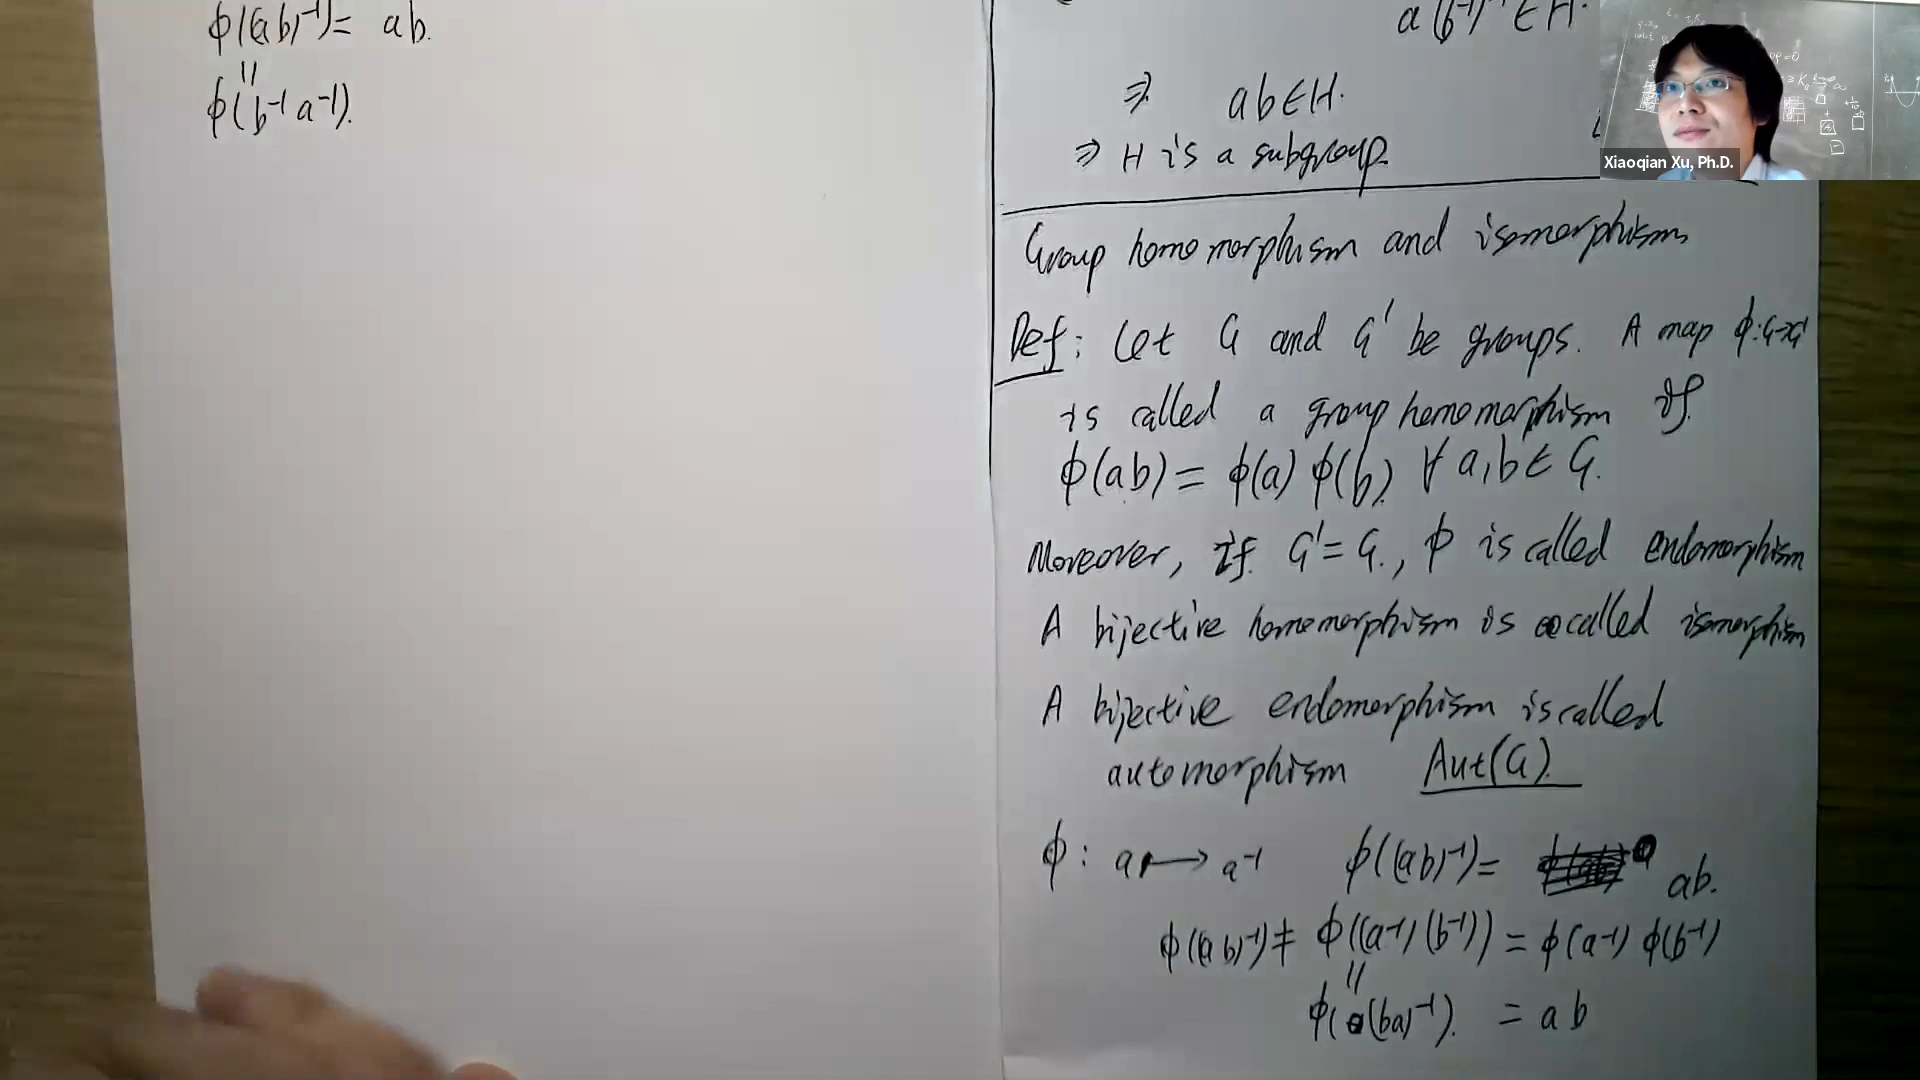 ϕ((ab)⁻¹) = ab.
||
ϕ(b⁻¹a⁻¹).
a(b⁻¹)⁻¹ ∈ H.
⇒ ab∈H.
⇒ H is a subgroup.
Xiaoqian Xu, Ph.D.
Group homomorphism and isomorphism
Def: Let G and G' be groups. A map ϕ:G→G'
is called a group homomorphism if
ϕ(ab) = ϕ(a) ϕ(b). ∀ a,b∈ G.
Moreover, if G'=G., ϕ is called endomorphism
A bijective homomorphism is called isomorphism
A bijective endomorphism is called
automorphism Aut(G).
ϕ: a ↦ a⁻¹ ϕ((ab)⁻¹) = ab.
ϕ((ab)⁻¹) ≠ ϕ((a⁻¹)(b⁻¹)) = ϕ(a⁻¹) ϕ(b⁻¹)
||
ϕ((ba)⁻¹). = ab